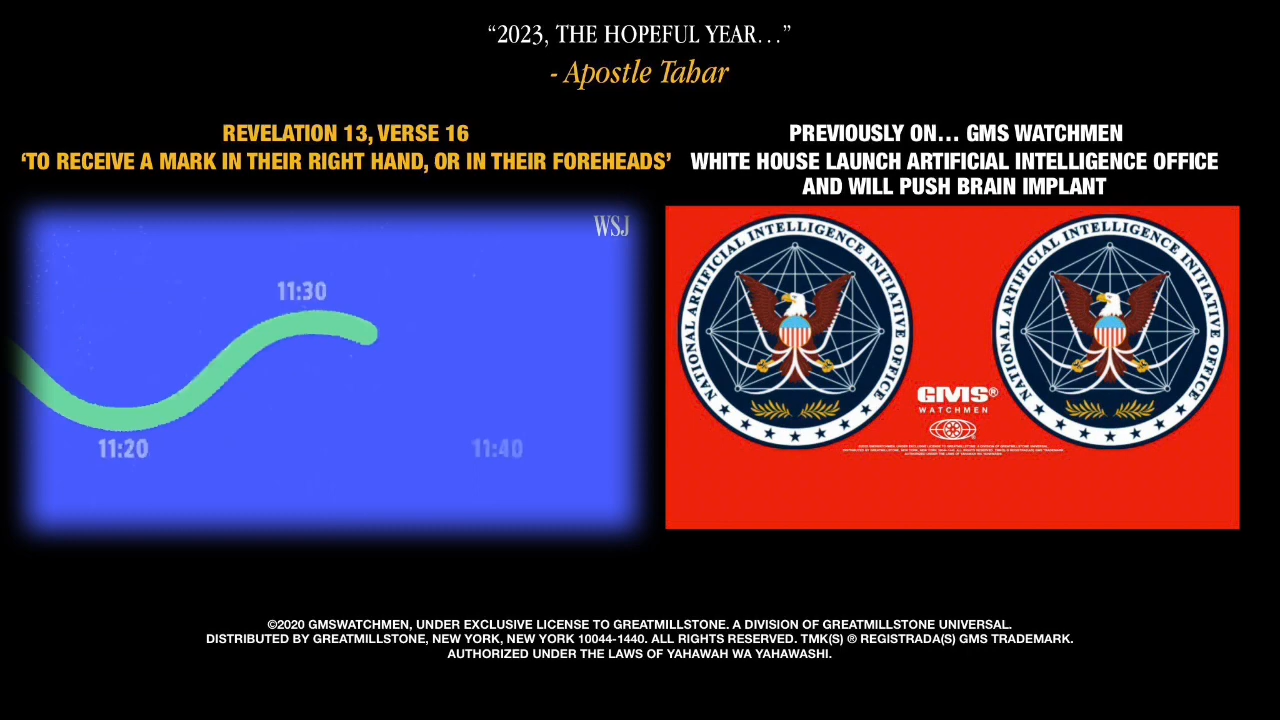 “2023, THE HOPEFUL YEAR...”
- Apostle Tahar
REVELATION 13, VERSE 16
‘TO RECEIVE A MARK IN THEIR RIGHT HAND, OR IN THEIR FOREHEADS’
PREVIOUSLY ON... GMS WATCHMEN
WHITE HOUSE LAUNCH ARTIFICIAL INTELLIGENCE OFFICE
AND WILL PUSH BRAIN IMPLANT
WSJ
11:30
11:20
11:40
NATIONAL ARTIFICIAL INTELLIGENCE INITIATIVE OFFICE
NATIONAL ARTIFICIAL INTELLIGENCE INITIATIVE OFFICE
GMS®
WATCHMEN
©2020 GMSWATCHMEN, UNDER EXCLUSIVE LICENSE TO GREATMILLSTONE. A DIVISION OF GREATMILLSTONE UNIVERSAL.
DISTRIBUTED BY GREATMILLSTONE, NEW YORK, NEW YORK 10044-1440. ALL RIGHTS RESERVED. TMK(S) ® REGISTRADA(S) GMS TRADEMARK.
AUTHORIZED UNDER THE LAWS OF YAHAWAH WA YAHAWASHI.